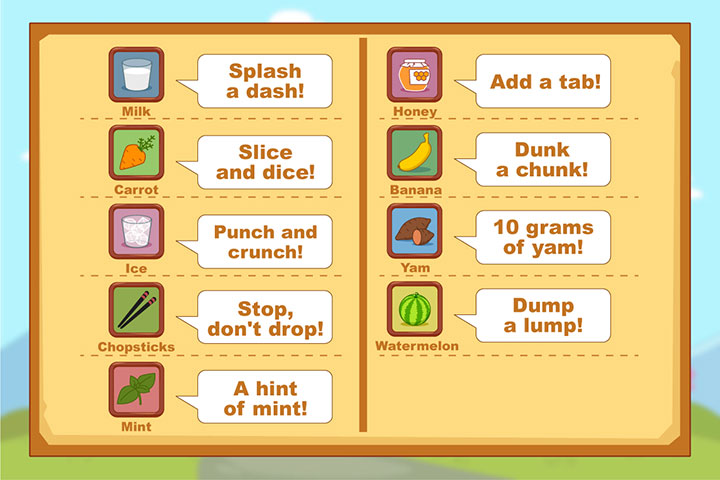 Splash
a dash!
Milk
Slice
and dice!
Carrot
Punch and
crunch!
Ice
Stop,
don't drop!
Chopsticks
A hint
of mint!
Mint
Add a tab!
Honey
Dunk
a chunk!
Banana
10 grams
of yam!
Yam
Dump
a lump!
Watermelon